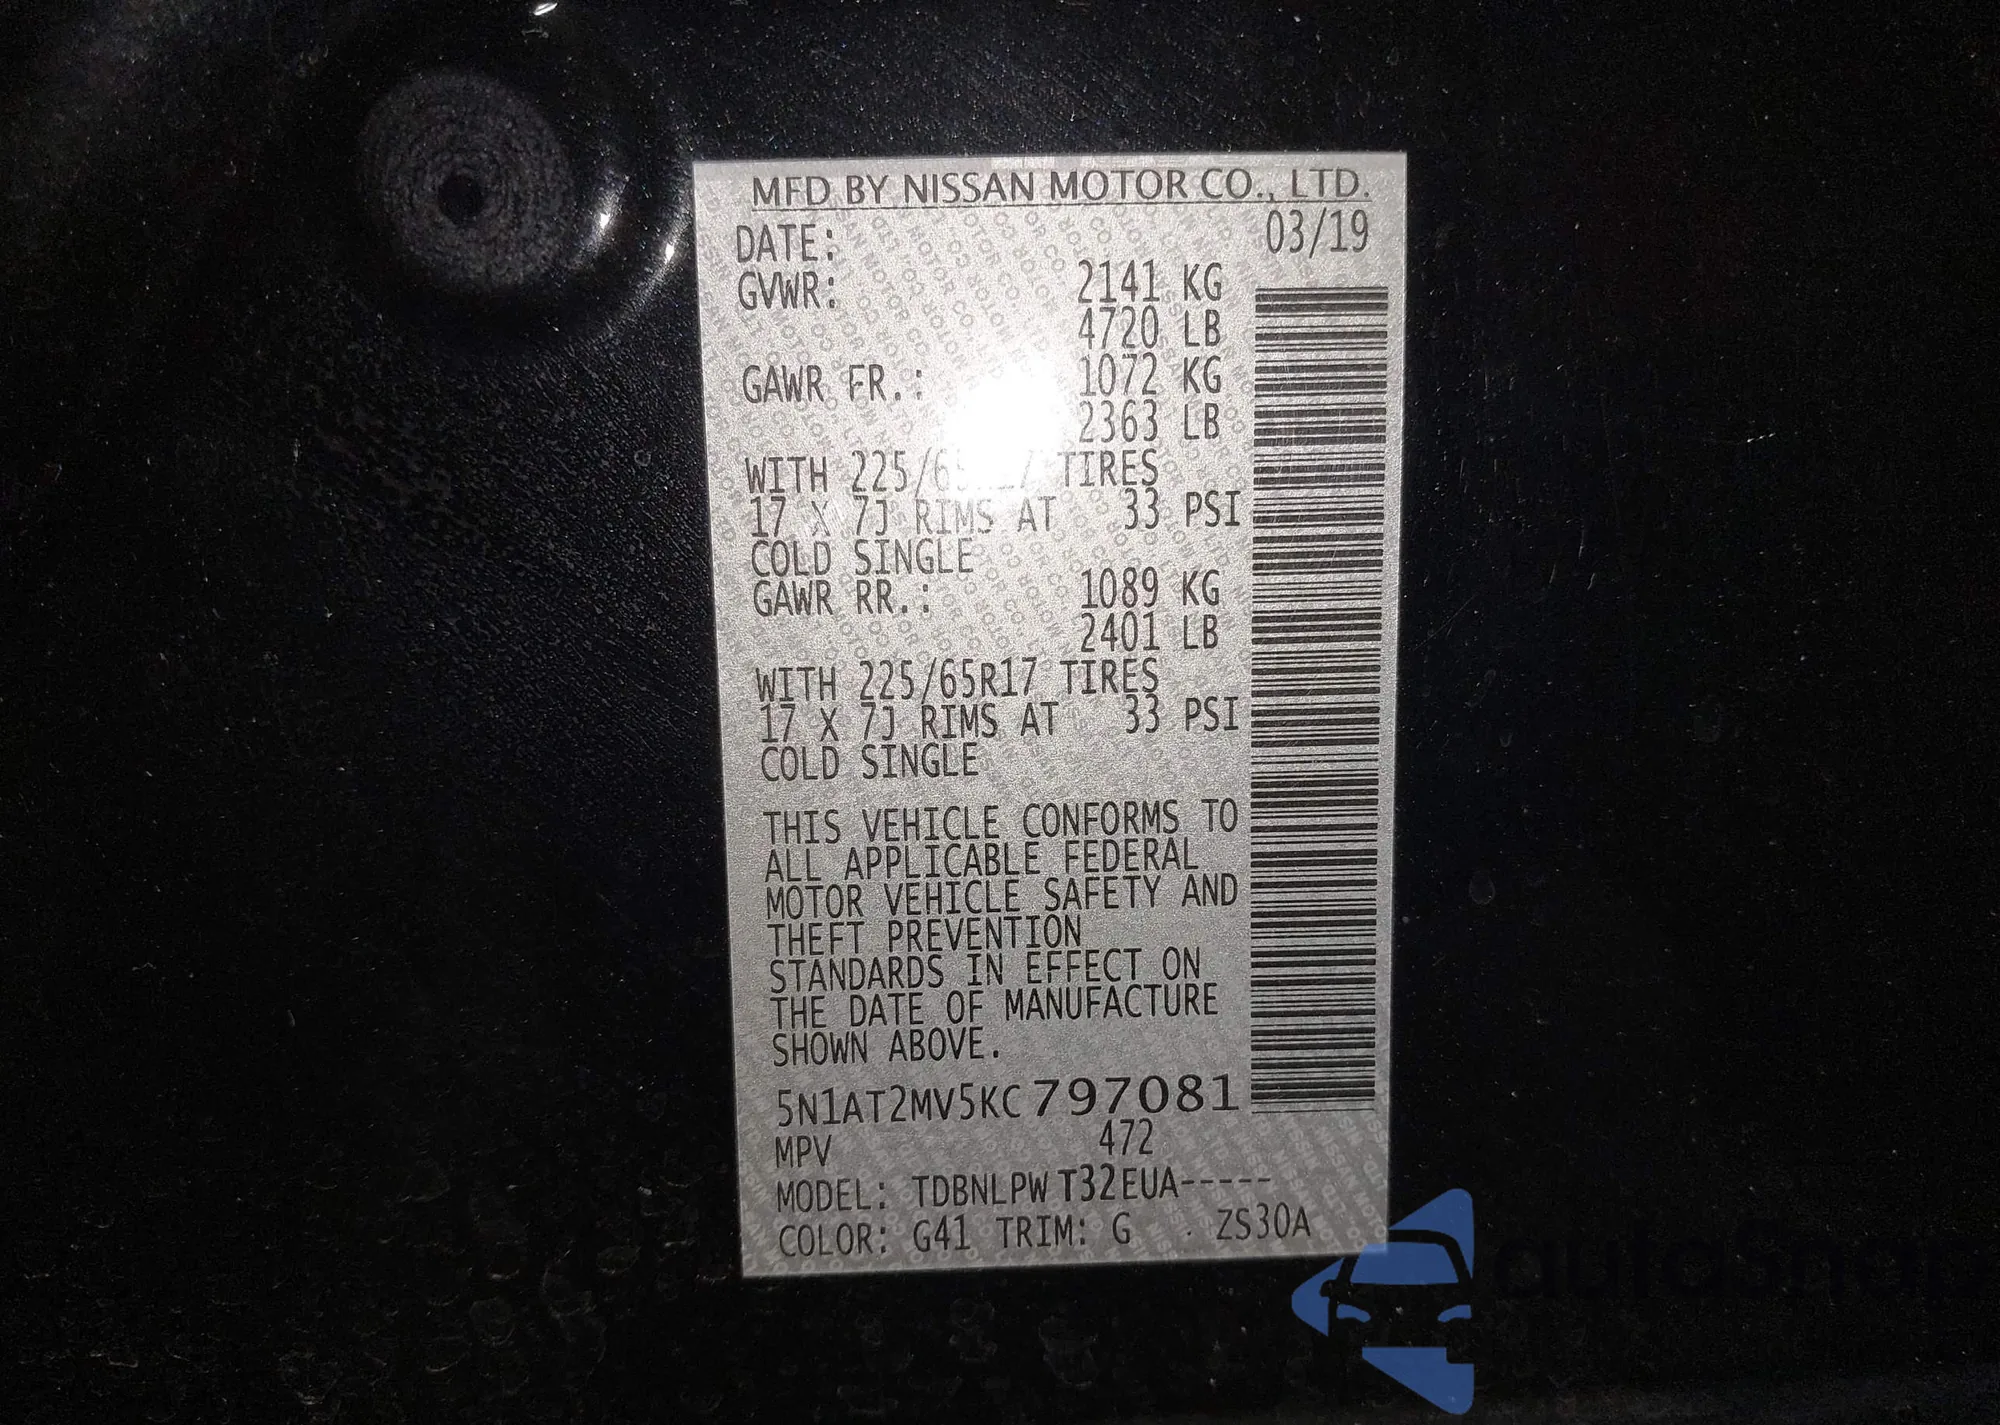 MFD BY NISSAN MOTOR CO., LTD.
DATE: 03/19
GVWR: 2141 KG
4720 LB
GAWR FR.: 1072 KG
2363 LB
WITH TIRES
17 X 7J RIMS AT 33 PSI
COLD SINGLE
GAWR RR.: 1089 KG
2401 LB
WITH 225/65R17 TIRES
17 X 7J RIMS AT 33 PSI
COLD SINGLE
THIS VEHICLE CONFORMS TO
ALL APPLICABLE FEDERAL
MOTOR VEHICLE SAFETY AND
THEFT PREVENTION
STANDARDS IN EFFECT ON
THE DATE OF MANUFACTURE
SHOWN ABOVE.
5N1AT2MV5KC797081
MPV 472
MODEL: TDBNLPW T32EUA-----
COLOR: G41 TRIM: G ZS30A